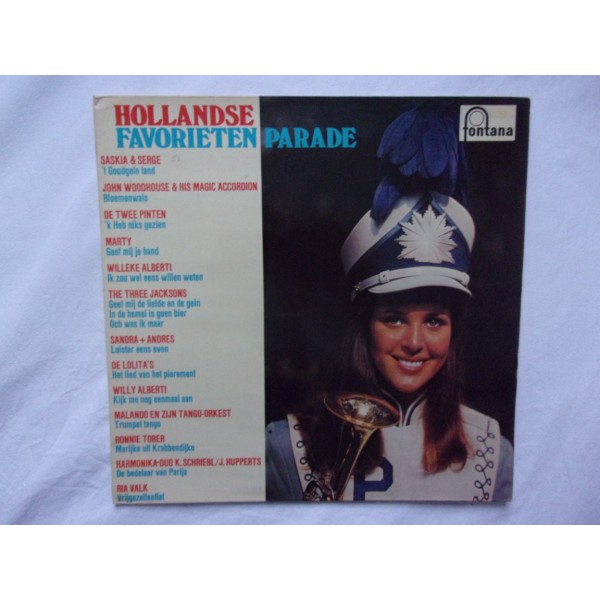 HOLLANDSE
FAVORIETEN PARADE
fontana
SASKIA & SERGE
't Goudgele land
JOHN WOODHOUSE & HIS MAGIC ACCORDION
Bloemenwals
DE TWEE PINTEN
'k Heb niks gezien
MARTY
Geef mij je hand
WILLEKE ALBERTI
Ik zou wel eens willen weten
THE THREE JACKSONS
Geef mij de liefde en de gein
In de hemel is geen bier
Och was ik maar
SANDRA + ANDRES
Luister eens even
DE LOLITA'S
Het lied van het pierement
WILLY ALBERTI
Kijk me nog eenmaal aan
MALANDO EN ZIJN TANGO-ORKEST
Trumpet tango
RONNIE TOBER
Marijke uit Krabbendijke
HARMONIKA-DUO K. SCHRIEBL/J. HUPPERTS
De bedelaar van Parijs
RIA VALK
Vrijgezellenflat
P